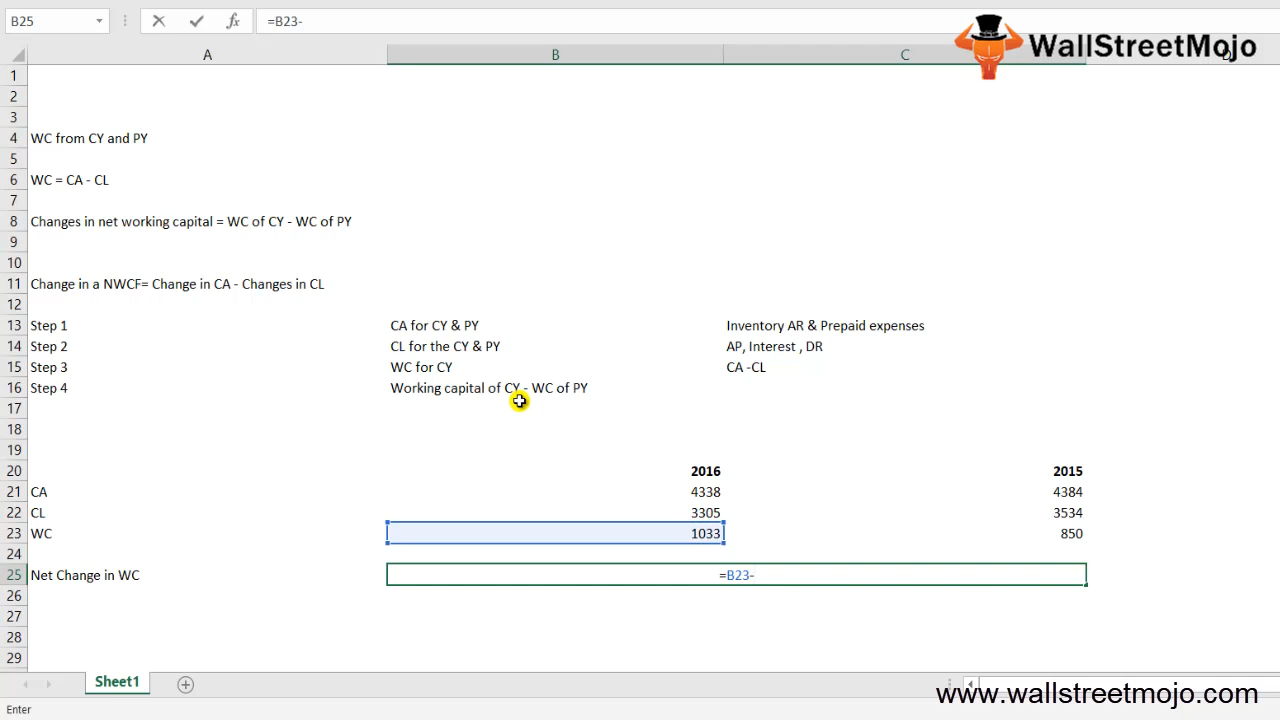 B25 fx =B23-
WallStreetMojo
A B C D
1
2
3
4 WC from CY and PY
5
6 WC = CA - CL
7
8 Changes in net working capital = WC of CY - WC of PY
9
10
11 Change in a NWCF= Change in CA - Changes in CL
12
13 Step 1 CA for CY & PY Inventory AR & Prepaid expenses
14 Step 2 CL for the CY & PY AP, Interest , DR
15 Step 3 WC for CY CA -CL
16 Step 4 Working capital of CY - WC of PY
17
18
19
20 2016 2015
21 CA 4338 4384
22 CL 3305 3534
23 WC 1033 850
24
25 Net Change in WC =B23-
26
27
28
29
Sheet1
www.wallstreetmojo.com
Enter